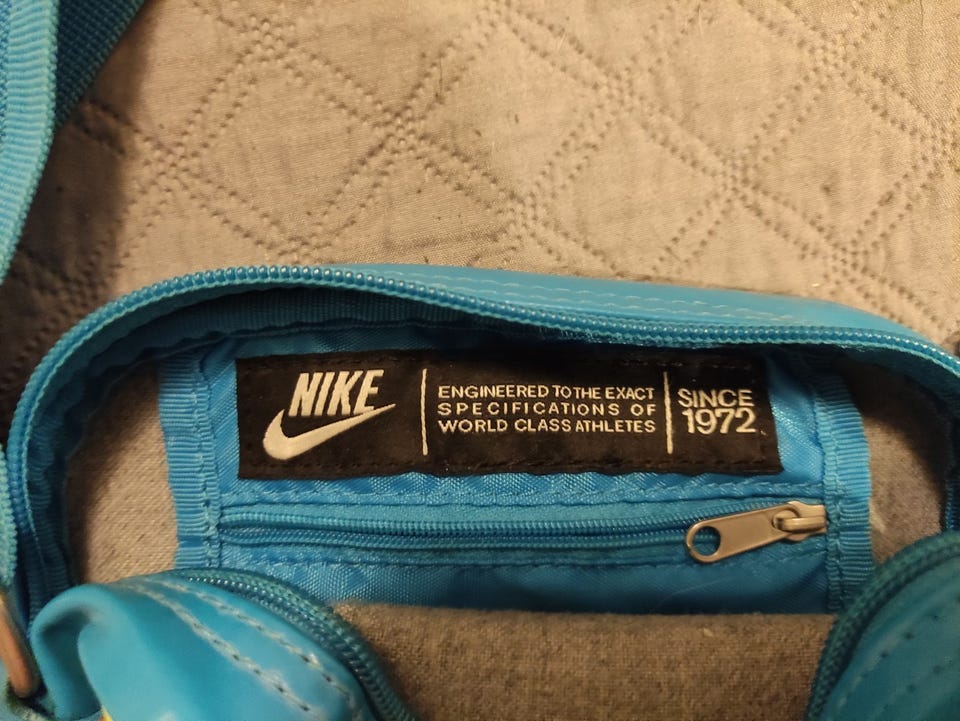 NIKE
ENGINEERED TO THE EXACT
SPECIFICATIONS OF
WORLD CLASS ATHLETES
SINCE
1972